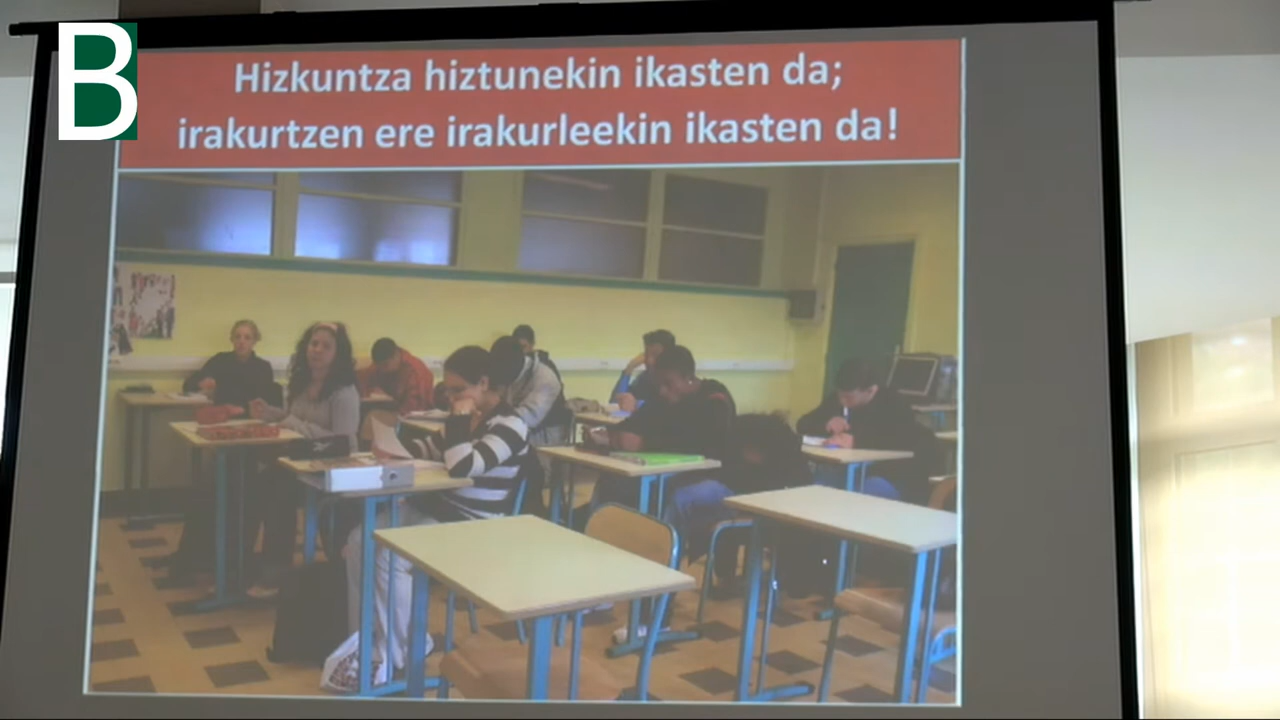 B
Hizkuntza hiztunekin ikasten da;
irakurtzen ere irakurleekin ikasten da!